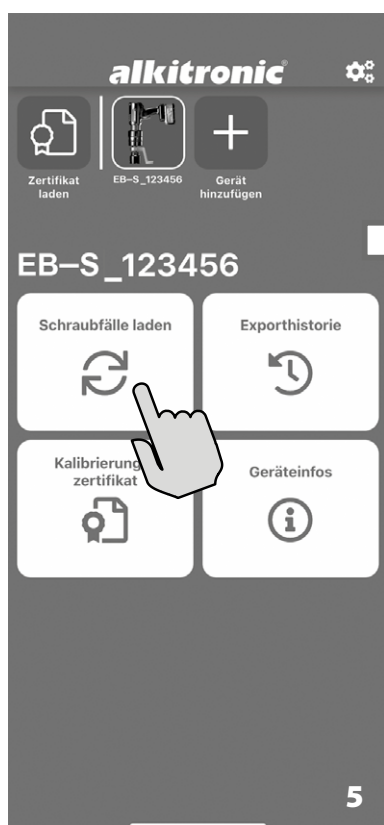 alkitronic®
Zertifikat
laden
EB–S_123456
Gerät
hinzufügen
EB–S_123456
Schraubfälle laden
Exporthistorie
Kalibrierung
zertifikat
Geräteinfos
5